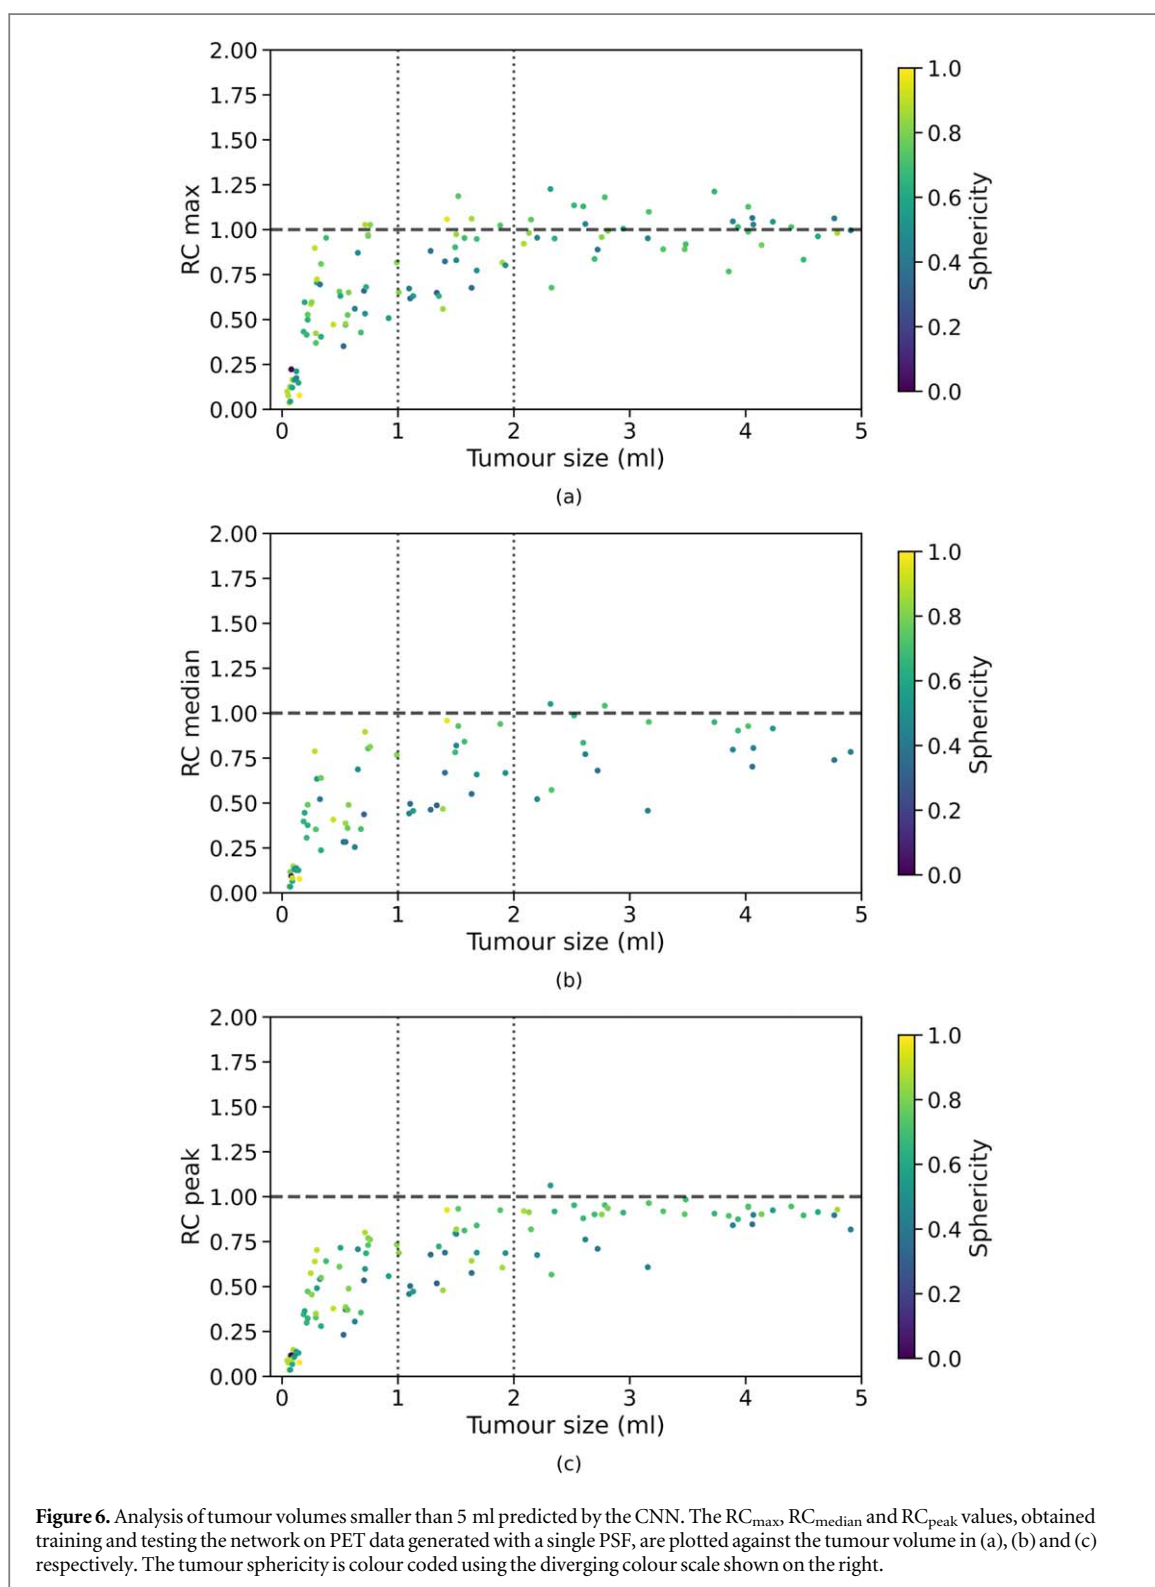 2.00
1.75
1.50
1.25
1.00
0.75
0.50
0.25
0.00
RC max
0 1 2 3 4 5
Tumour size (ml)
1.0
0.8
0.6
0.4
0.2
0.0
Sphericity
(a)
2.00
1.75
1.50
1.25
1.00
0.75
0.50
0.25
0.00
RC median
0 1 2 3 4 5
Tumour size (ml)
1.0
0.8
0.6
0.4
0.2
0.0
Sphericity
(b)
2.00
1.75
1.50
1.25
1.00
0.75
0.50
0.25
0.00
RC peak
0 1 2 3 4 5
Tumour size (ml)
1.0
0.8
0.6
0.4
0.2
0.0
Sphericity
(c)
Figure 6. Analysis of tumour volumes smaller than 5 ml predicted by the CNN. The RCmax, RCmedian and RCpeak values, obtained
training and testing the network on PET data generated with a single PSF, are plotted against the tumour volume in (a), (b) and (c)
respectively. The tumour sphericity is colour coded using the diverging colour scale shown on the right.